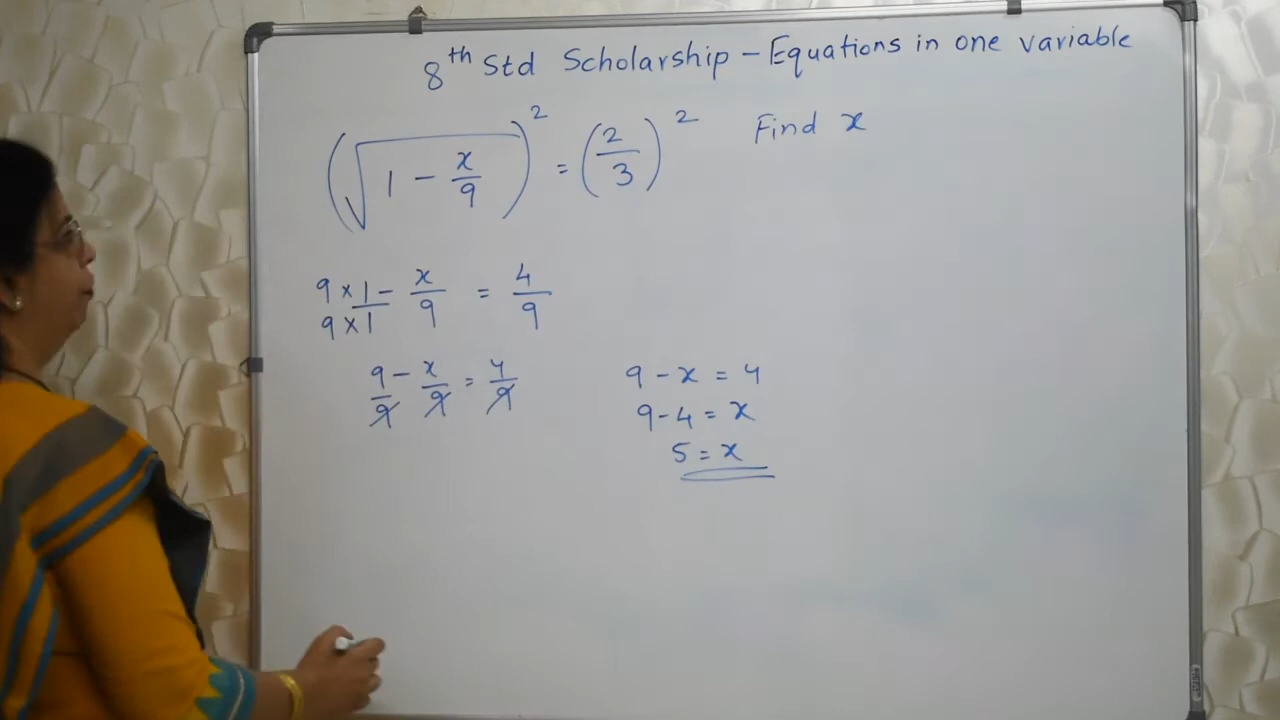 8th Std Scholarship - Equations in one variable
(√(1 - x/9))² = (2/3)² Find x
(9 × 1)/(9 × 1) - x/9 = 4/9
9/9 - x/9 = 4/9
9 - x = 4
9 - 4 = x
5 = x